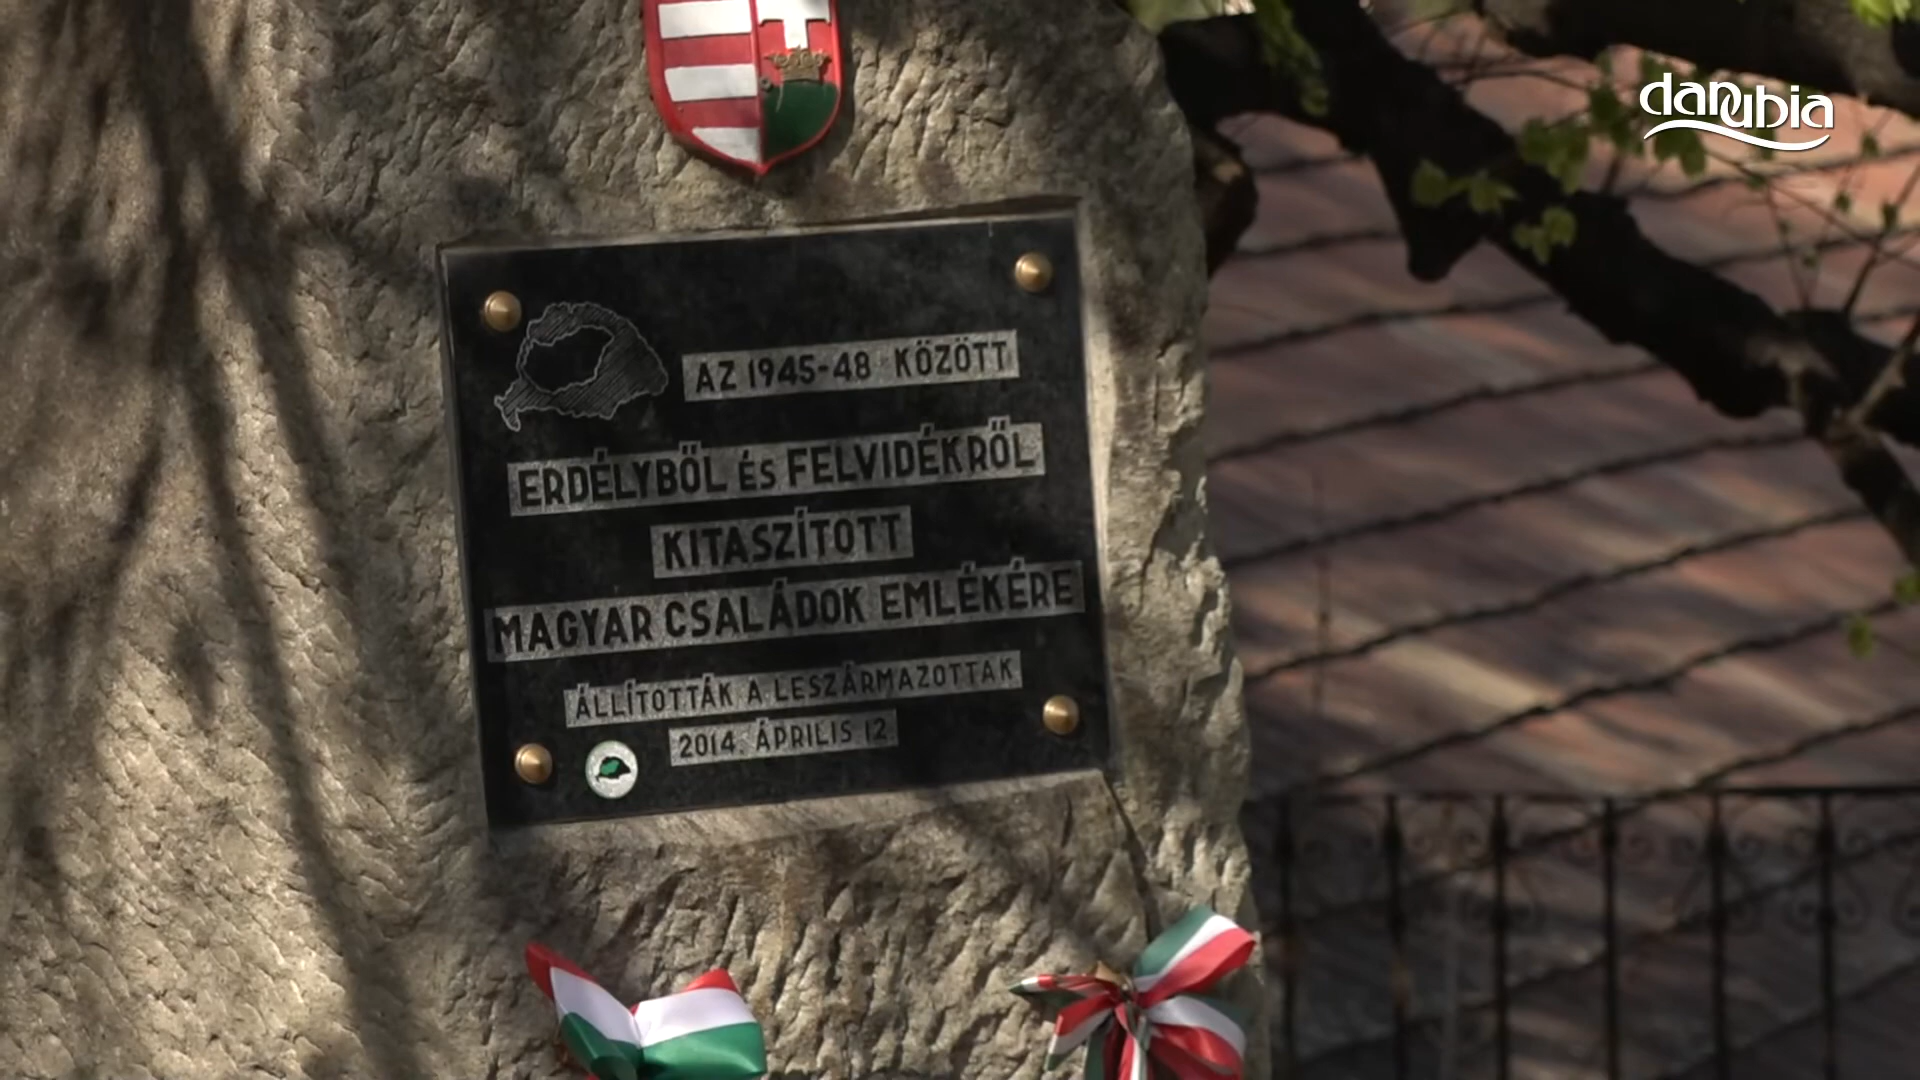 danubia
AZ 1945-48 KÖZÖTT
ERDÉLYBŐL ÉS FELVIDÉKRŐL
KITASZÍTOTT
MAGYAR CSALÁDOK EMLÉKÉRE
ÁLLÍTOTTÁK A LESZÁRMAZOTTAK
2014. ÁPRILIS 12